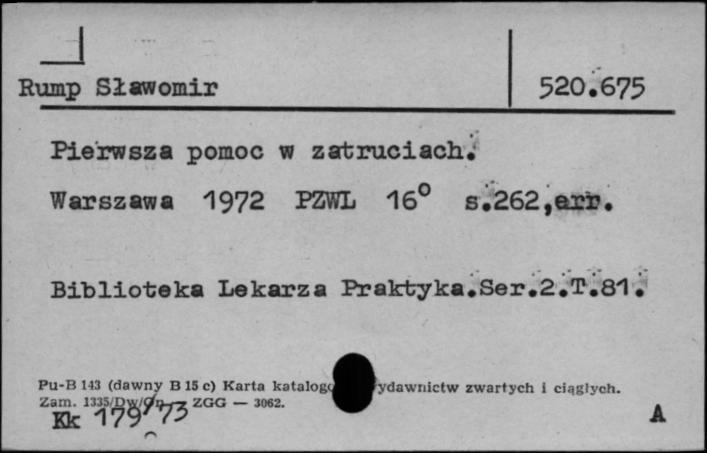 Rump Sławomir 520.675
Pierwsza pomoc w zatruciach.
Warszawa 1972 PZWL 16° s.262,err.
Biblioteka Lekarza Praktyka.Ser.2.T.81.
Pu-B 143 (dawny B 15 c) Karta katalogo ydawnictw zwartych i ciągłych.
Zam. 1335/Dw/ ZGG — 3062.
Kk 179/73 A